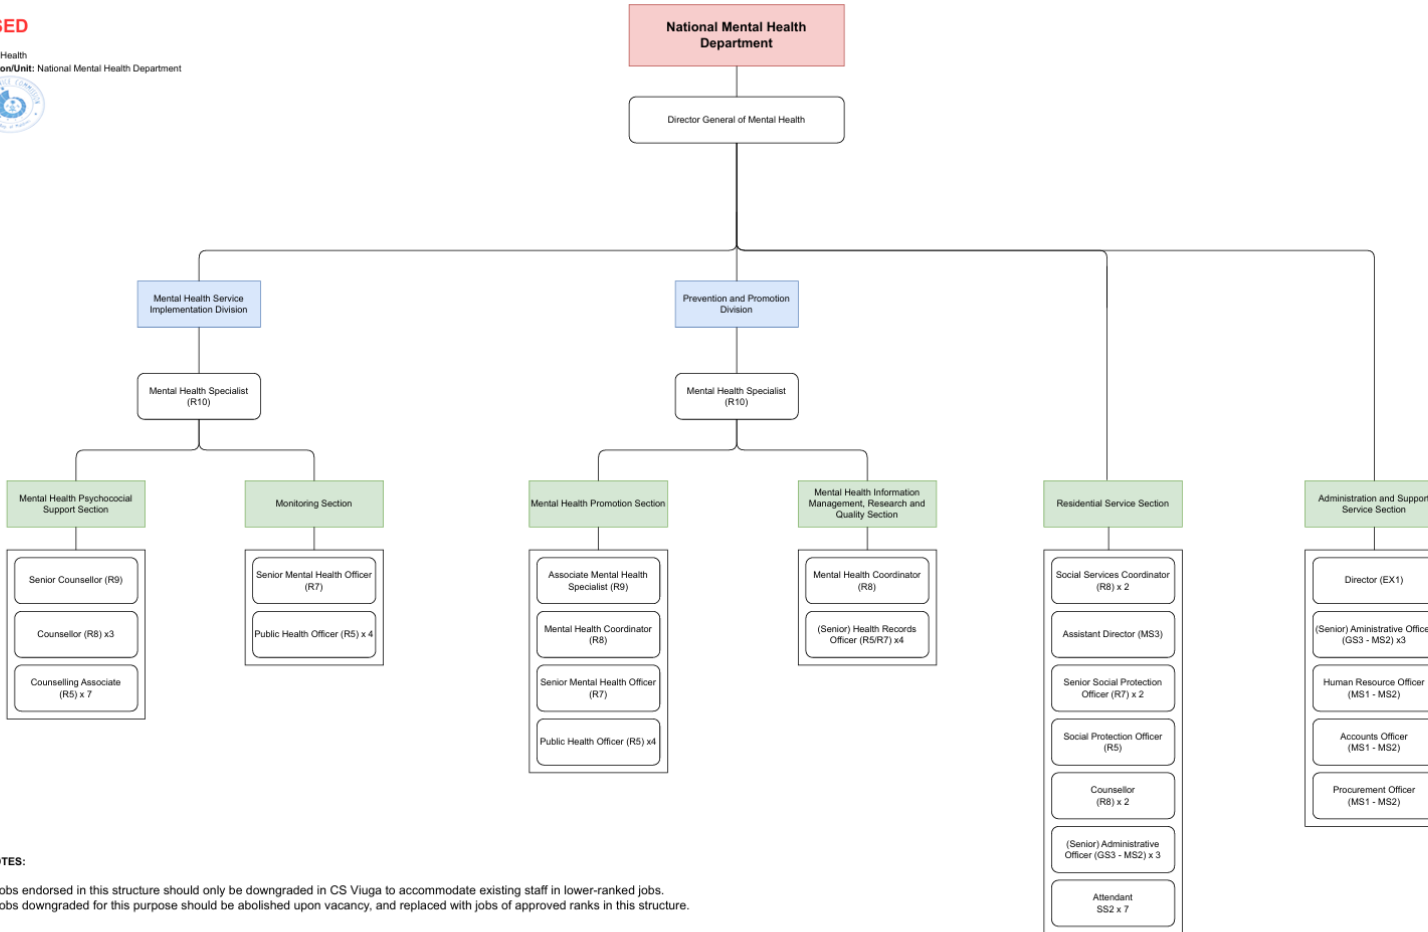 SED
National Mental Health
Department
Health
on/Unit: National Mental Health Department
Director General of Mental Health
Mental Health Service
Implementation Division
Prevention and Promotion
Division
Mental Health Specialist
(R10)
Mental Health Specialist
(R10)
Mental Health Psychococial
Support Section
Monitoring Section
Mental Health Promotion Section
Mental Health Information
Management, Research and
Quality Section
Residential Service Section
Administration and Support
Service Section
Senior Counsellor (R9)
Counsellor (R8) x3
Counselling Associate
(R5) x 7
Senior Mental Health Officer
(R7)
Public Health Officer (R5) x 4
Associate Mental Health
Specialist (R9)
Mental Health Coordinator
(R8)
Senior Mental Health Officer
(R7)
Public Health Officer (R5) x4
Mental Health Coordinator
(R8)
(Senior) Health Records
Officer (R5/R7) x4
Social Services Coordinator
(R8) x 2
Assistant Director (MS3)
Senior Social Protection
Officer (R7) x 2
Social Protection Officer
(R5)
Counsellor
(R8) x 2
(Senior) Administrative
Officer (GS3 - MS2) x 3
Attendant
SS2 x 7
Director (EX1)
(Senior) Aministrative Office
(GS3 - MS2) x3
Human Resource Officer
(MS1 - MS2)
Accounts Officer
(MS1 - MS2)
Procurement Officer
(MS1 - MS2)
OTES:
obs endorsed in this structure should only be downgraded in CS Viuga to accommodate existing staff in lower-ranked jobs.
obs downgraded for this purpose should be abolished upon vacancy, and replaced with jobs of approved ranks in this structure.